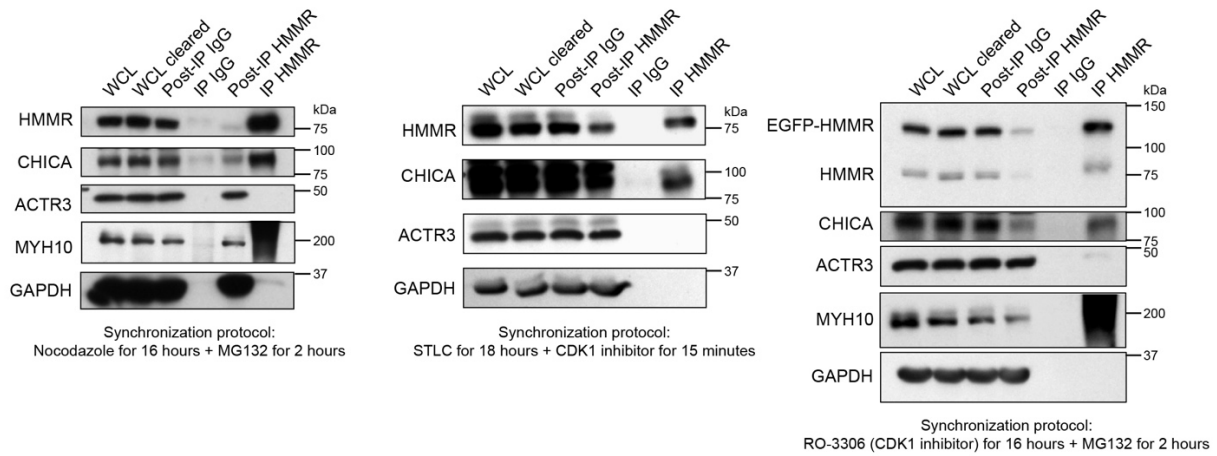 WCL
WCL cleared
Post-IP IgG
IP IgG
Post-IP HMMR
IP HMMR
kDa
HMMR
75
CHICA
100
75
ACTR3
50
MYH10
200
GAPDH
37
Synchronization protocol:
Nocodazole for 16 hours + MG132 for 2 hours
WCL
WCL cleared
Post-IP IgG
Post-IP HMMR
IP IgG
IP HMMR
kDa
HMMR
75
CHICA
100
75
ACTR3
50
GAPDH
37
Synchronization protocol:
STLC for 18 hours + CDK1 inhibitor for 15 minutes
WCL
WCL cleared
Post-IP IgG
Post-IP HMMR
IP IgG
IP HMMR
kDa
150
EGFP-HMMR
100
HMMR
75
CHICA
100
75
ACTR3
50
MYH10
200
GAPDH
37
Synchronization protocol:
RO-3306 (CDK1 inhibitor) for 16 hours + MG132 for 2 hours